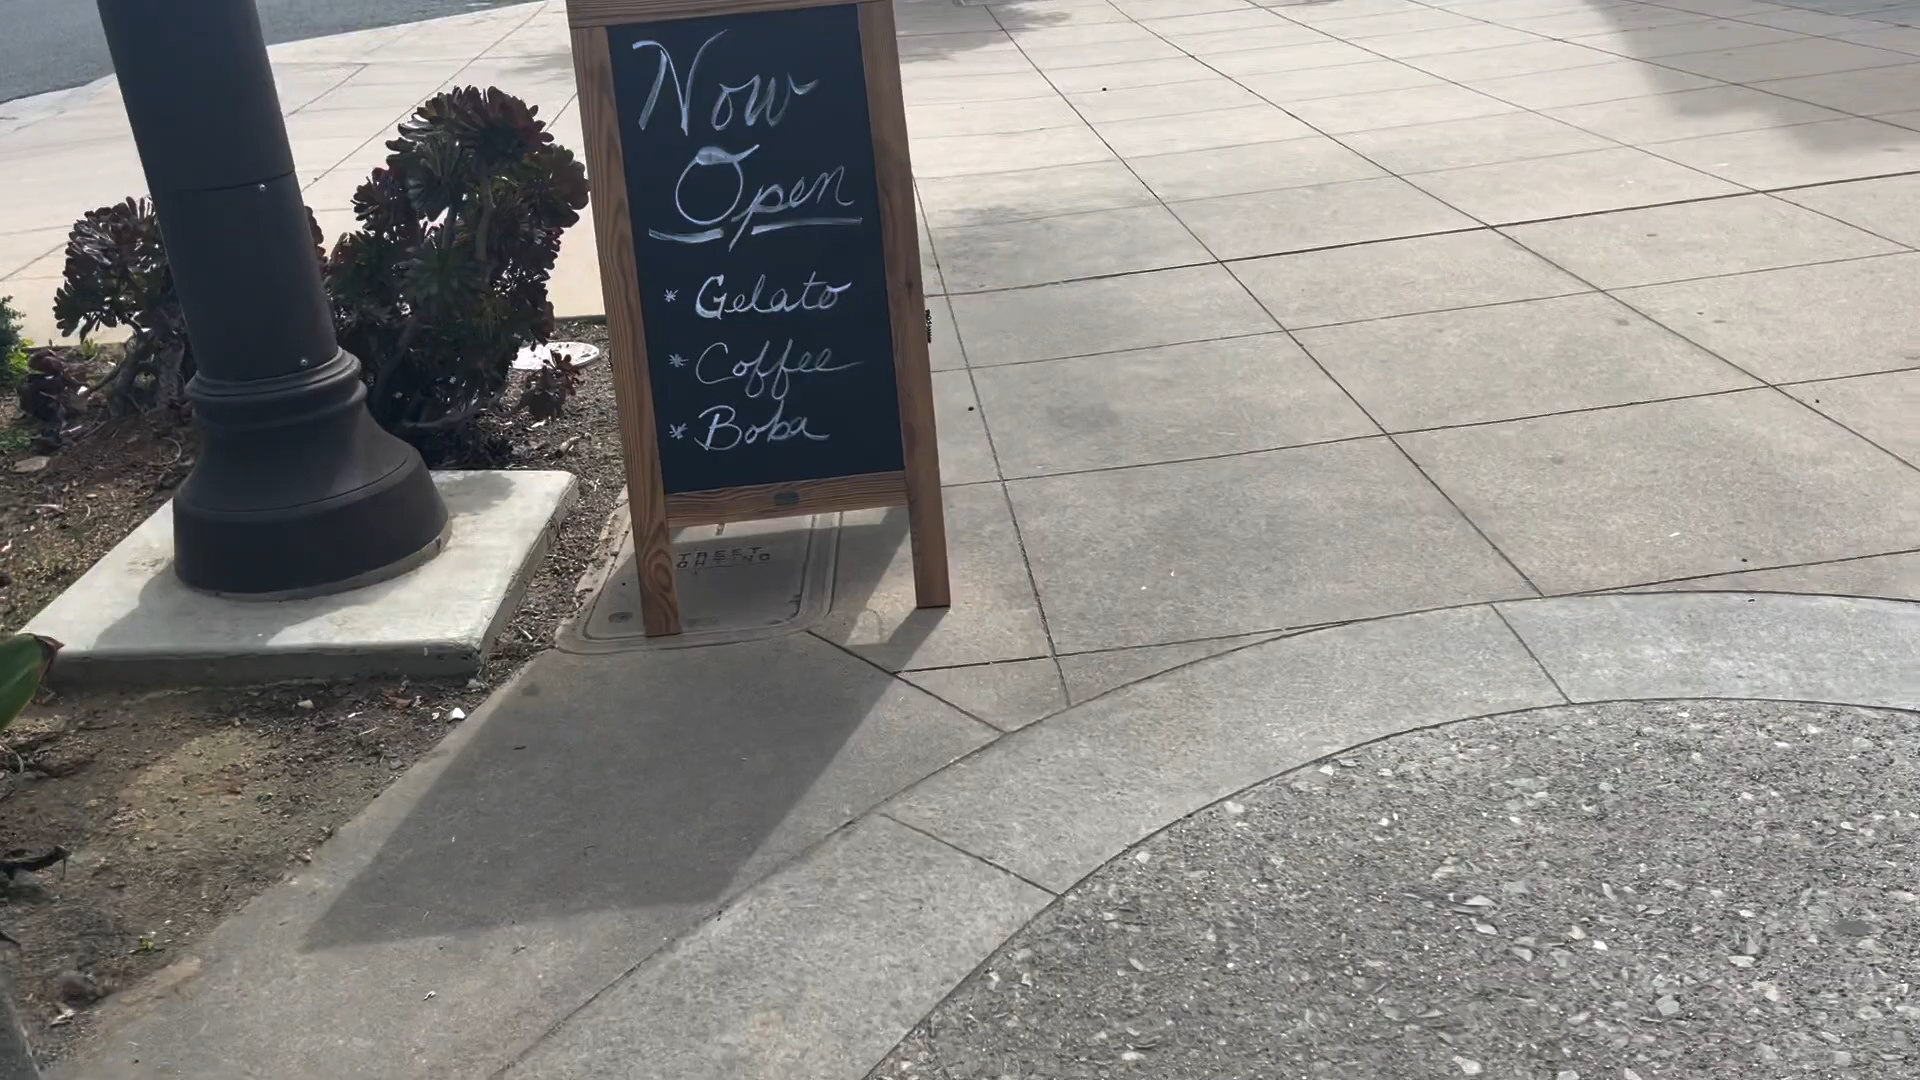 Now
Open
* Gelato
* Coffee
* Boba